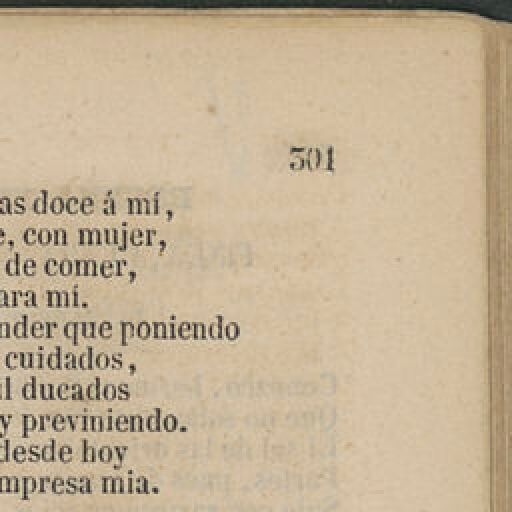 301
as doce á mí,
e, con mujer,
de comer,
ara mí.
nder que poniendo
cuidados,
il ducados
y previniendo.
desde hoy
mpresa mia.